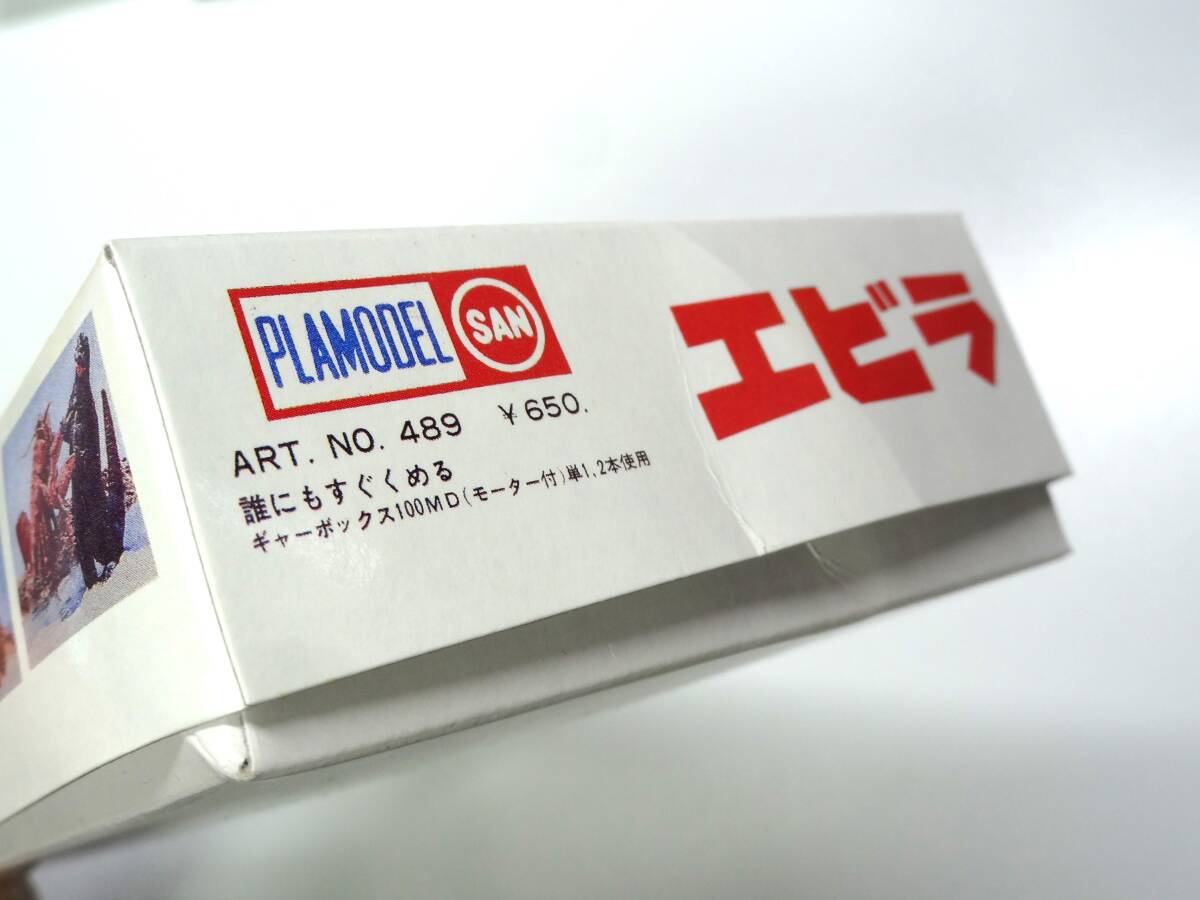 PLAMODEL SAN
エビラ
ART. NO. 489 ￥650.
誰にもすぐくめる
ギャーボックス100MD(モーター付)単1,2本使用